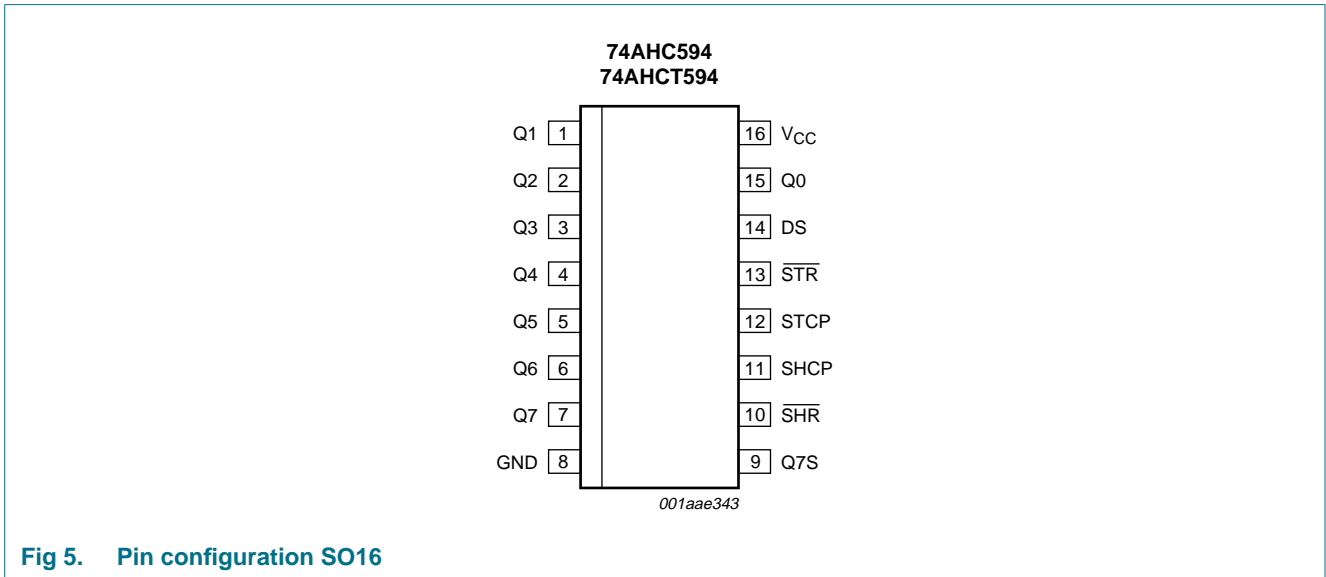 74AHC594
74AHCT594
Q1 1 16 VCC
Q2 2 15 Q0
Q3 3 14 DS
Q4 4 13 S̅T̅R̅
Q5 5 12 STCP
Q6 6 11 SHCP
Q7 7 10 S̅H̅R̅
GND 8 9 Q7S
001aae343
Fig 5. Pin configuration SO16